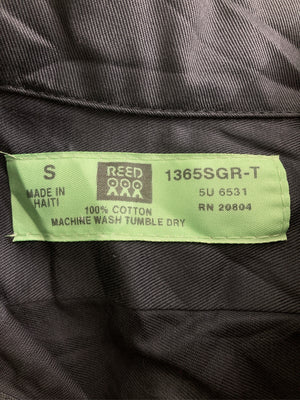 S
REED
1365SGR-T
MADE IN
HAITI
5U 6531
RN 20804
100% COTTON
MACHINE WASH TUMBLE DRY